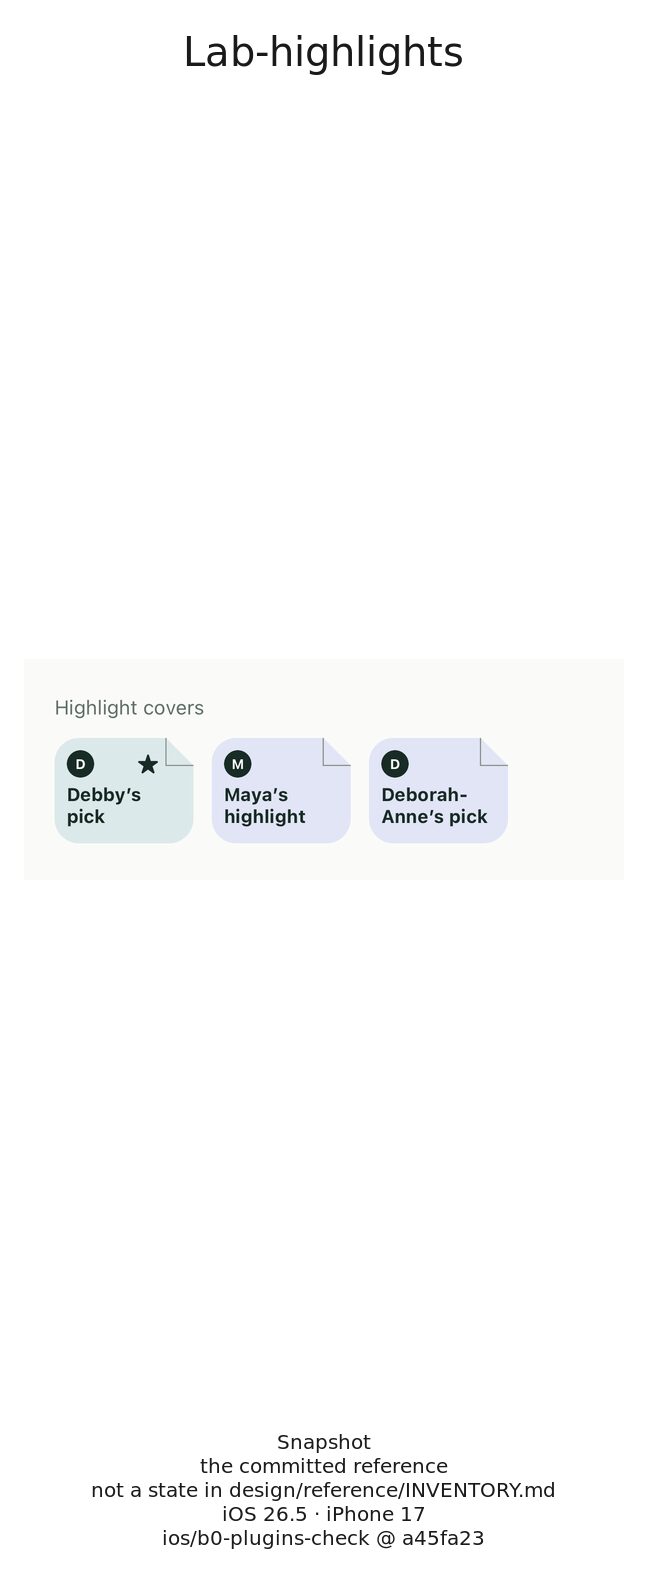 Lab-highlights
Highlight covers
D
Debby’s
pick
M
Maya’s
highlight
D
Deborah-
Anne’s pick
Snapshot
the committed reference
not a state in design/reference/INVENTORY.md
iOS 26.5 · iPhone 17
ios/b0-plugins-check @ a45fa23